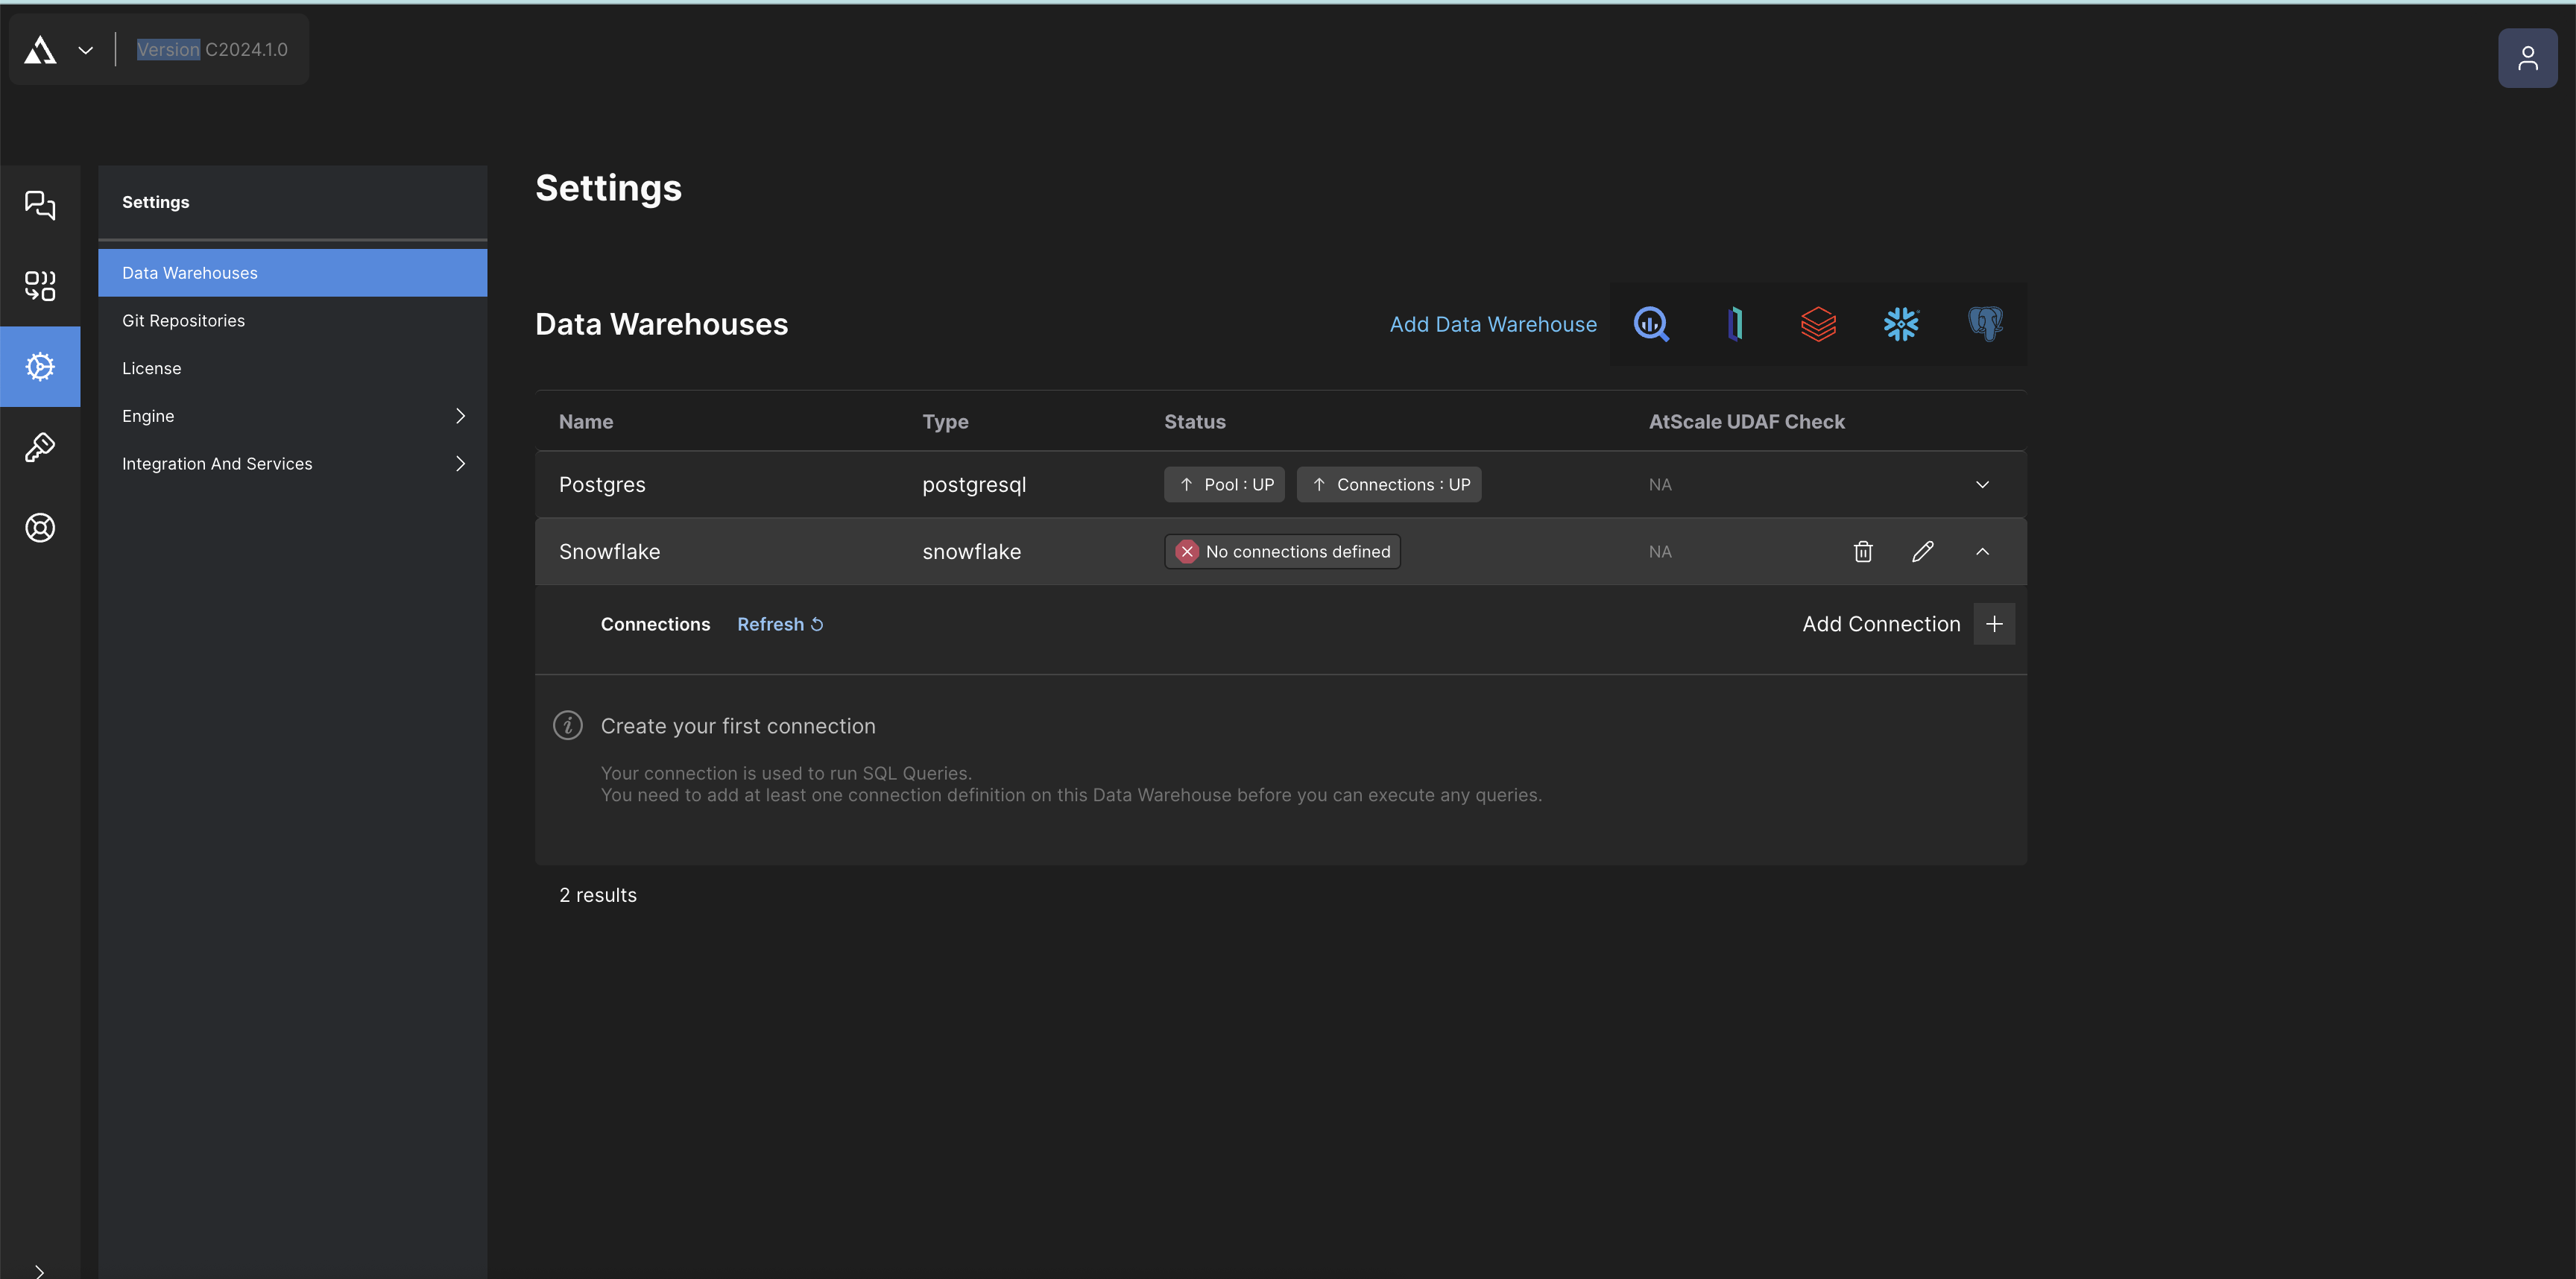 Version C2024.1.0
Settings
Data Warehouses
Git Repositories
License
Engine
Integration And Services
Settings
Data Warehouses
Add Data Warehouse
Name Type Status AtScale UDAF Check
Postgres postgresql ↑ Pool : UP ↑ Connections : UP NA
Snowflake snowflake No connections defined NA
Connections Refresh Add Connection +
Create your first connection
Your connection is used to run SQL Queries.
You need to add at least one connection definition on this Data Warehouse before you can execute any queries.
2 results